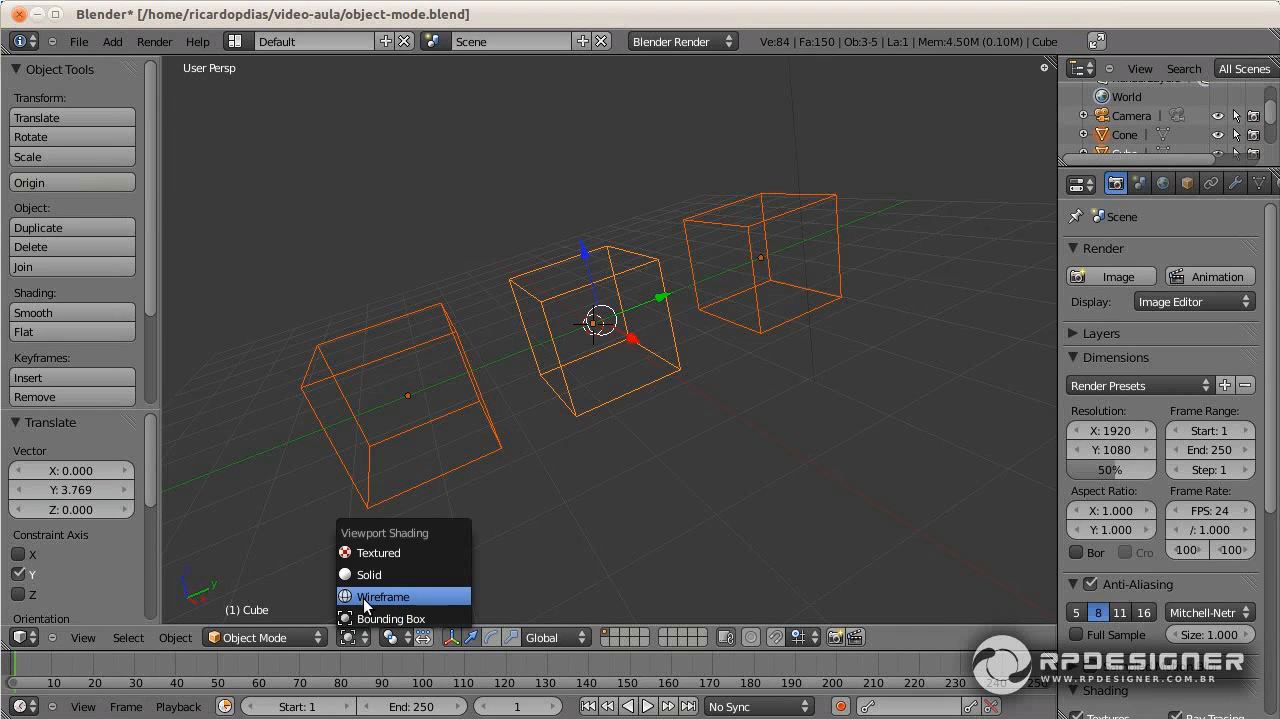 Blender* [/home/ricardopdias/video-aula/object-mode.blend]
File Add Render Help Default Scene Blender Render Ve:84 | Fa:150 | Ob:3-5 | La:1 | Mem:4.50M (0.10M) | Cube
Object Tools
Transform:
Translate
Rotate
Scale
Origin
Object:
Duplicate
Delete
Join
Shading:
Smooth
Flat
Keyframes:
Insert
Remove
Translate
Vector
X: 0.000
Y: 3.769
Z: 0.000
Constraint Axis
X
Y
Z
Orientation
User Persp
Viewport Shading
Textured
Solid
Wireframe
Bounding Box
z
y
(1) Cube
View Select Object Object Mode Global
View Search All Scenes
World
Camera
Cone
Cube
Scene
Render
Image Animation
Display: Image Editor
Layers
Dimensions
Render Presets
Resolution: Frame Range:
X: 1920 Start: 1
Y: 1080 End: 250
50% Step: 1
Aspect Ratio: Frame Rate:
X: 1.000 FPS: 24
Y: 1.000 /: 1.000
Bor Cro 100 100
Anti-Aliasing
5 8 11 16 Mitchell-Netr
Full Sample Size: 1.000
Shading
Textures Ray Tracing
0 10 20 30 40 50 60 70 80 90 100 110 120 130 140 150 160 170 180 190 200 210 220 230 240 250
View Frame Playback Start: 1 End: 250 1 No Sync
RPDESIGNER
WWW.RPDESIGNER.COM.BR